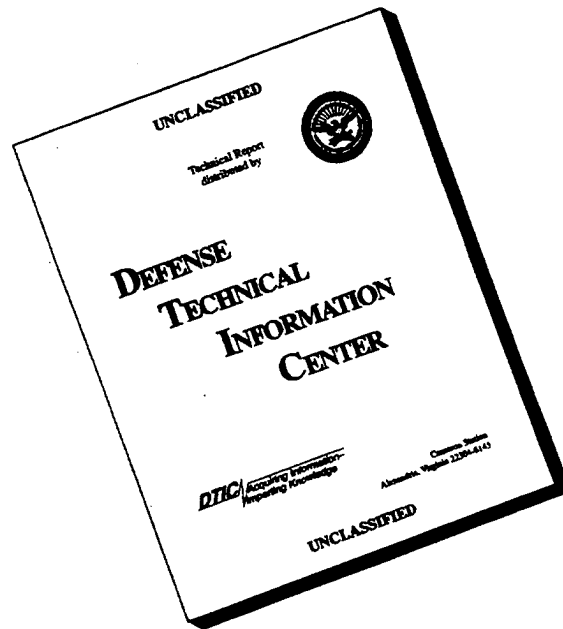 UNCLASSIFIED
Technical Report
distributed by
DEFENSE
TECHNICAL
INFORMATION
CENTER
DTIC
Acquiring Information-
Imparting Knowledge
Cameron Station
Alexandria, Virginia 22304-6145
UNCLASSIFIED